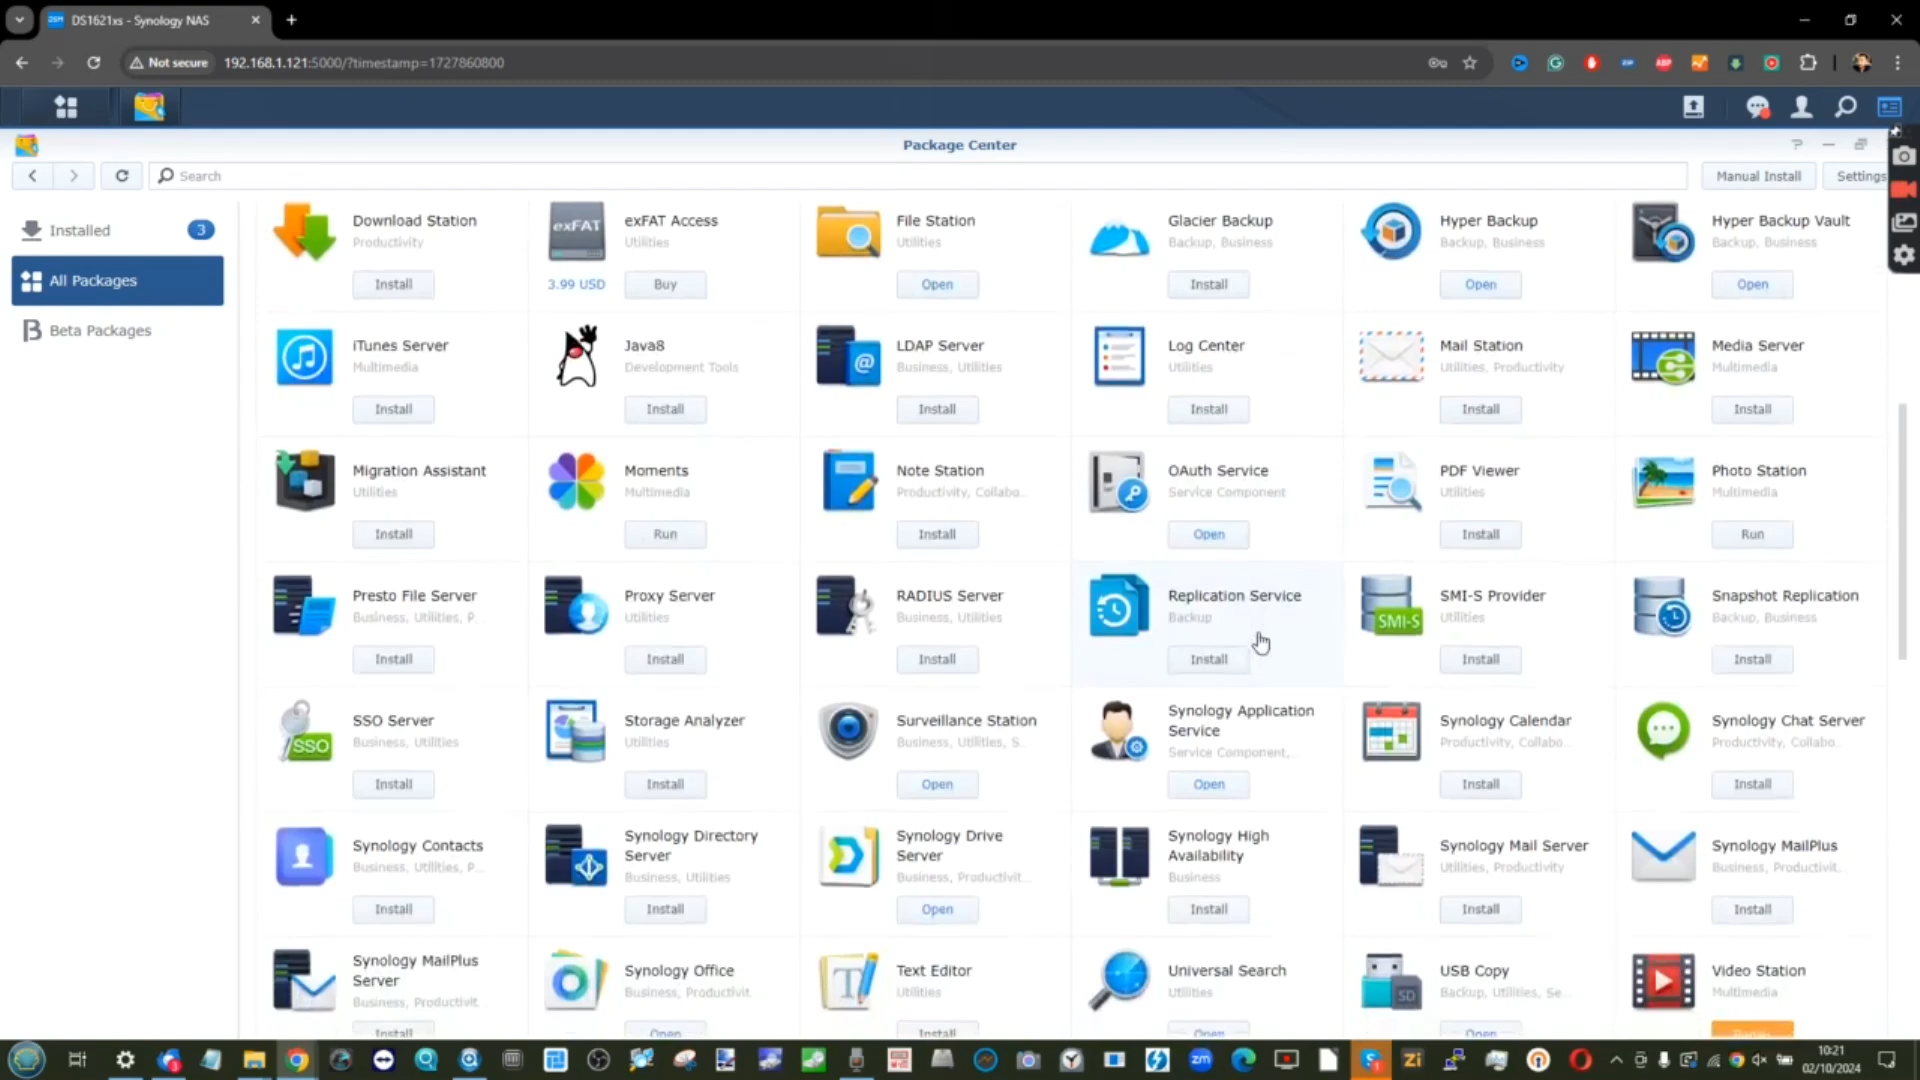 DS1621xs - Synology NAS
Not secure
192.168.1.121:5000/?timestamp=1727860800
Package Center
Search
Manual Install
Settings
Installed
3
All Packages
Beta Packages
Download Station
Productivity
Install
exFAT
exFAT Access
Utilities
3.99 USD
Buy
File Station
Utilities
Open
Glacier Backup
Backup, Business
Install
Hyper Backup
Backup, Business
Open
Hyper Backup Vault
Backup, Business
Open
iTunes Server
Multimedia
Install
Java8
Development Tools
Install
LDAP Server
Business, Utilities
Install
Log Center
Utilities
Install
Mail Station
Utilities, Productivity
Install
Media Server
Multimedia
Install
Migration Assistant
Utilities
Install
Moments
Multimedia
Run
Note Station
Productivity, Collabo...
Install
OAuth Service
Service Component
Open
PDF Viewer
Utilities
Install
Photo Station
Multimedia
Run
Presto File Server
Business, Utilities, P...
Install
Proxy Server
Utilities
Install
RADIUS Server
Business, Utilities
Install
Replication Service
Backup
Install
SMI-S
SMI-S Provider
Utilities
Install
Snapshot Replication
Backup, Business
Install
SSO
SSO Server
Business, Utilities
Install
Storage Analyzer
Utilities
Install
Surveillance Station
Business, Utilities, S...
Open
Synology Application
Service
Service Component,...
Open
Synology Calendar
Productivity, Collabo...
Install
Synology Chat Server
Productivity, Collabo...
Install
Synology Contacts
Business, Utilities, P...
Install
Synology Directory
Server
Business, Utilities
Install
Synology Drive
Server
Business, Productivit...
Open
Synology High
Availability
Business
Install
Synology Mail Server
Utilities, Productivity
Install
Synology MailPlus
Business, Productivit...
Install
Synology MailPlus
Server
Business, Productivit...
Install
Synology Office
Business, Productivit...
Open
Text Editor
Utilities
Install
Universal Search
Utilities
Open
SD
USB Copy
Backup, Utilities, Se...
Open
Video Station
Multimedia
10:21
02/10/2024